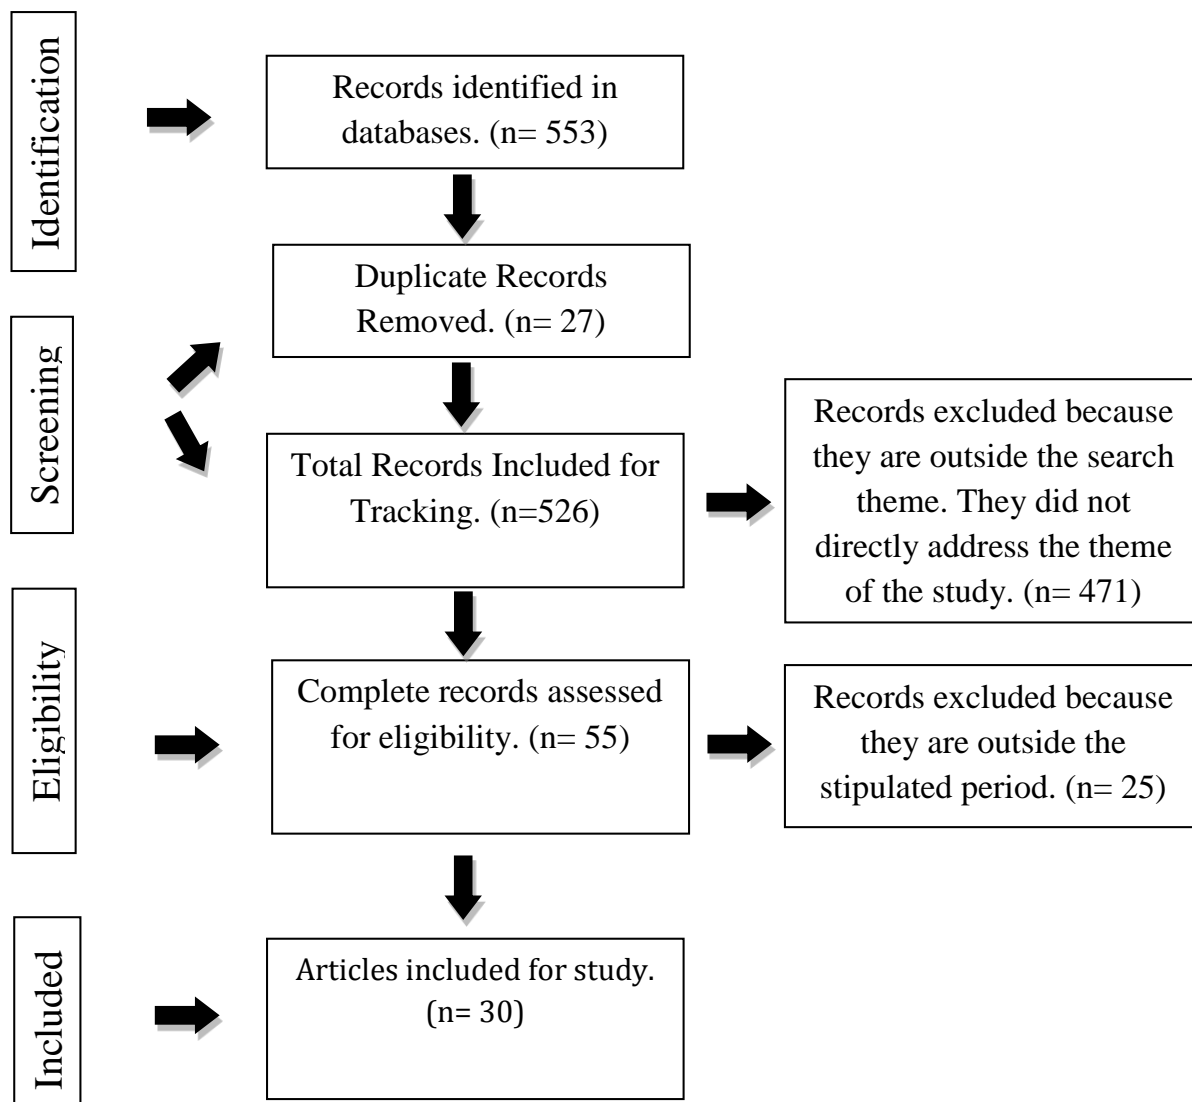 Identification
Records identified in
databases. (n= 553)
Duplicate Records
Removed. (n= 27)
Screening
Total Records Included for
Tracking. (n=526)
Records excluded because
they are outside the search
theme. They did not
directly address the theme
of the study. (n= 471)
Eligibility
Complete records assessed
for eligibility. (n= 55)
Records excluded because
they are outside the
stipulated period. (n= 25)
Included
Articles included for study.
(n= 30)